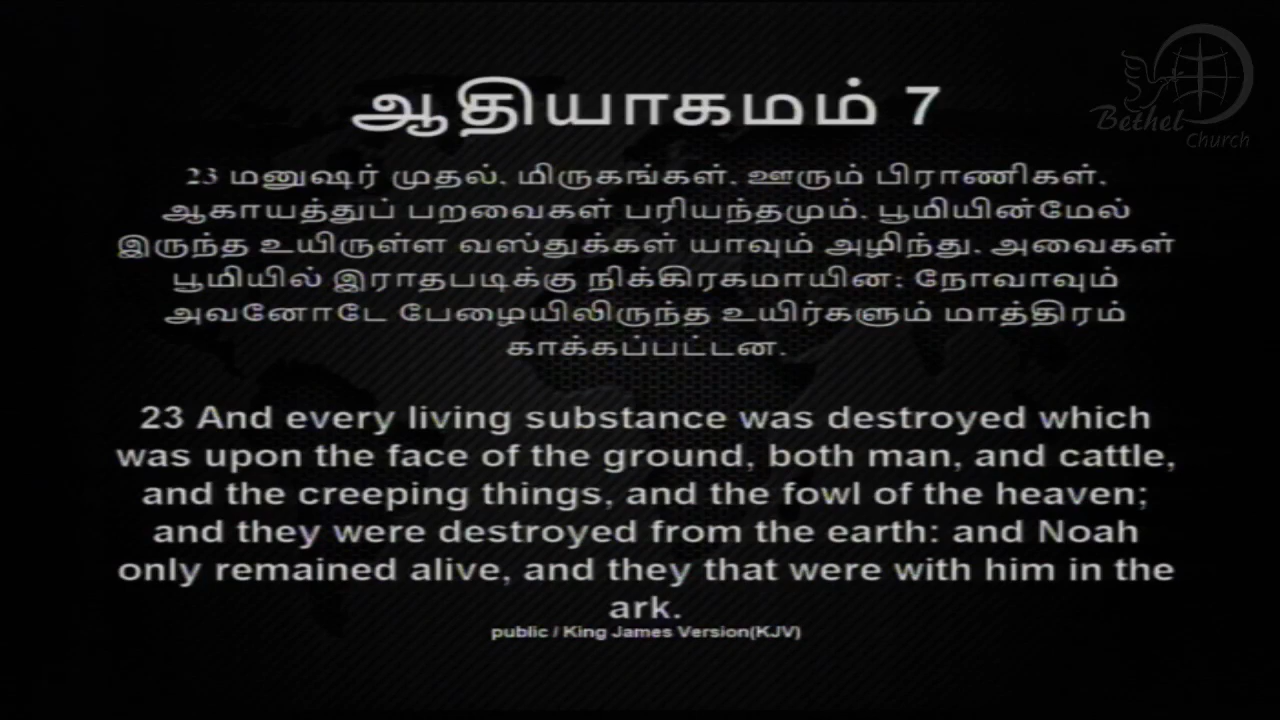 Bethel
Church
ஆதியாகமம் 7
23 மனுஷர் முதல், மிருகங்கள், ஊரும் பிராணிகள்,
ஆகாயத்துப் பறவைகள் பரியந்தமும், பூமியின்மேல்
இருந்த உயிருள்ள வஸ்துக்கள் யாவும் அழிந்து, அவைகள்
பூமியில் இராதபடிக்கு நிக்கிரகமாயின; நோவாவும்
அவனோடே பேழையிலிருந்த உயிர்களும் மாத்திரம்
காக்கப்பட்டன.
23 And every living substance was destroyed which
was upon the face of the ground, both man, and cattle,
and the creeping things, and the fowl of the heaven;
and they were destroyed from the earth: and Noah
only remained alive, and they that were with him in the
ark.
public / King James Version(KJV)